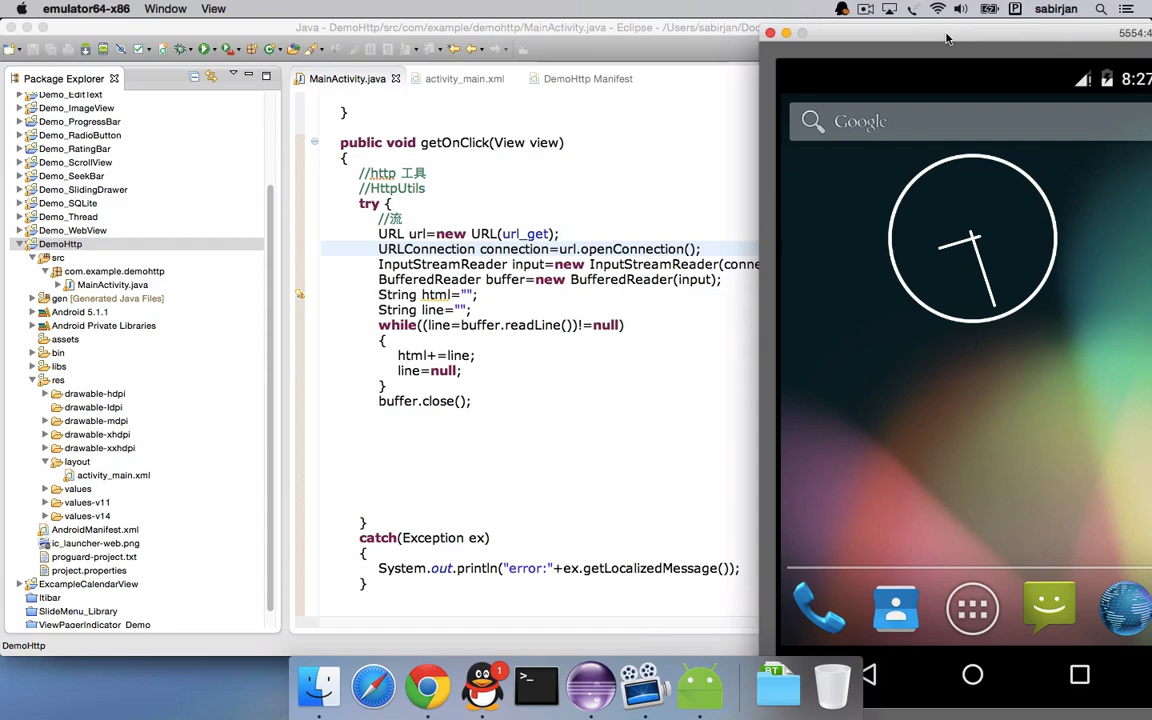 emulator64-x86 Window View
sabirjan
Java - DemoHttp/src/com/example/demohttp/MainActivity.java - Eclipse - /Users/sabirjan/Doc
5554:4
Package Explorer
MainActivity.java
activity_main.xml
DemoHttp Manifest
Demo_EditText
Demo_ImageView
Demo_ProgressBar
Demo_RadioButton
Demo_RatingBar
Demo_ScrollView
Demo_SeekBar
Demo_SlidingDrawer
Demo_SQLite
Demo_Thread
Demo_WebView
DemoHttp
src
com.example.demohttp
MainActivity.java
gen [Generated Java Files]
Android 5.1.1
Android Private Libraries
assets
bin
libs
res
drawable-hdpi
drawable-ldpi
drawable-mdpi
drawable-xhdpi
drawable-xxhdpi
layout
activity_main.xml
values
values-v11
values-v14
AndroidManifest.xml
ic_launcher-web.png
proguard-project.txt
project.properties
ExcampleCalendarView
ltibar
SlideMenu_Library
ViewPagerIndicator_Demo
DemoHttp
}
public void getOnClick(View view)
{
//http 工具
//HttpUtils
try {
//流
URL url=new URL(url_get);
URLConnection connection=url.openConnection();
InputStreamReader input=new InputStreamReader(conne
BufferedReader buffer=new BufferedReader(input);
String html="";
String line="";
while((line=buffer.readLine())!=null)
{
html+=line;
line=null;
}
buffer.close();
}
catch(Exception ex)
{
System.out.println("error:"+ex.getLocalizedMessage());
}
8:27
Google
1